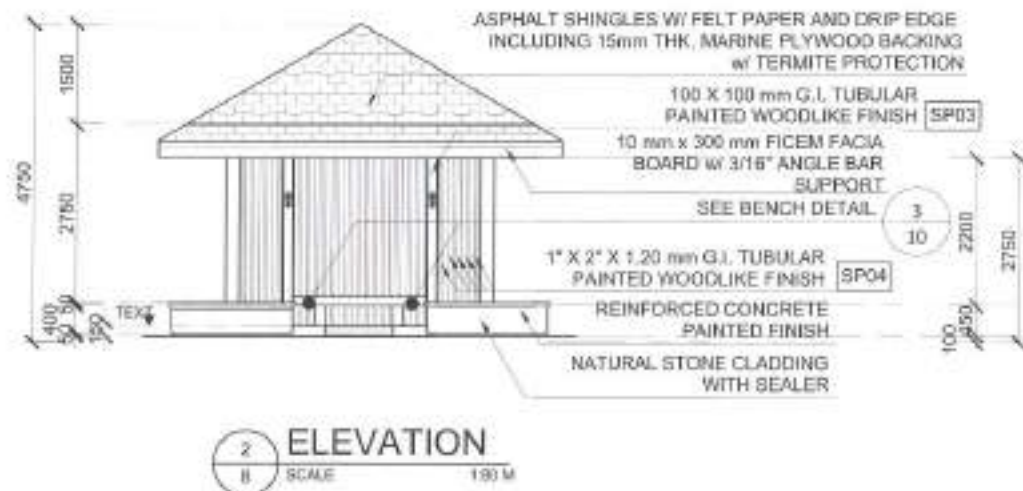 ASPHALT SHINGLES W/ FELT PAPER AND DRIP EDGE
INCLUDING 15mm THK. MARINE PLYWOOD BACKING
w/ TERMITE PROTECTION
100 X 100 mm G.I. TUBULAR
PAINTED WOODLIKE FINISH SP03
10 mm x 300 mm FICEM FACIA
BOARD w/ 3/16" ANGLE BAR
SUPPORT
SEE BENCH DETAIL
3
10
1" X 2" X 1.20 mm G.I. TUBULAR
PAINTED WOODLIKE FINISH SP04
REINFORCED CONCRETE
PAINTED FINISH
NATURAL STONE CLADDING
WITH SEALER
4750
1500
2750
50
400
50
150
TEXT
2200
2750
450
100
2
8
ELEVATION
SCALE